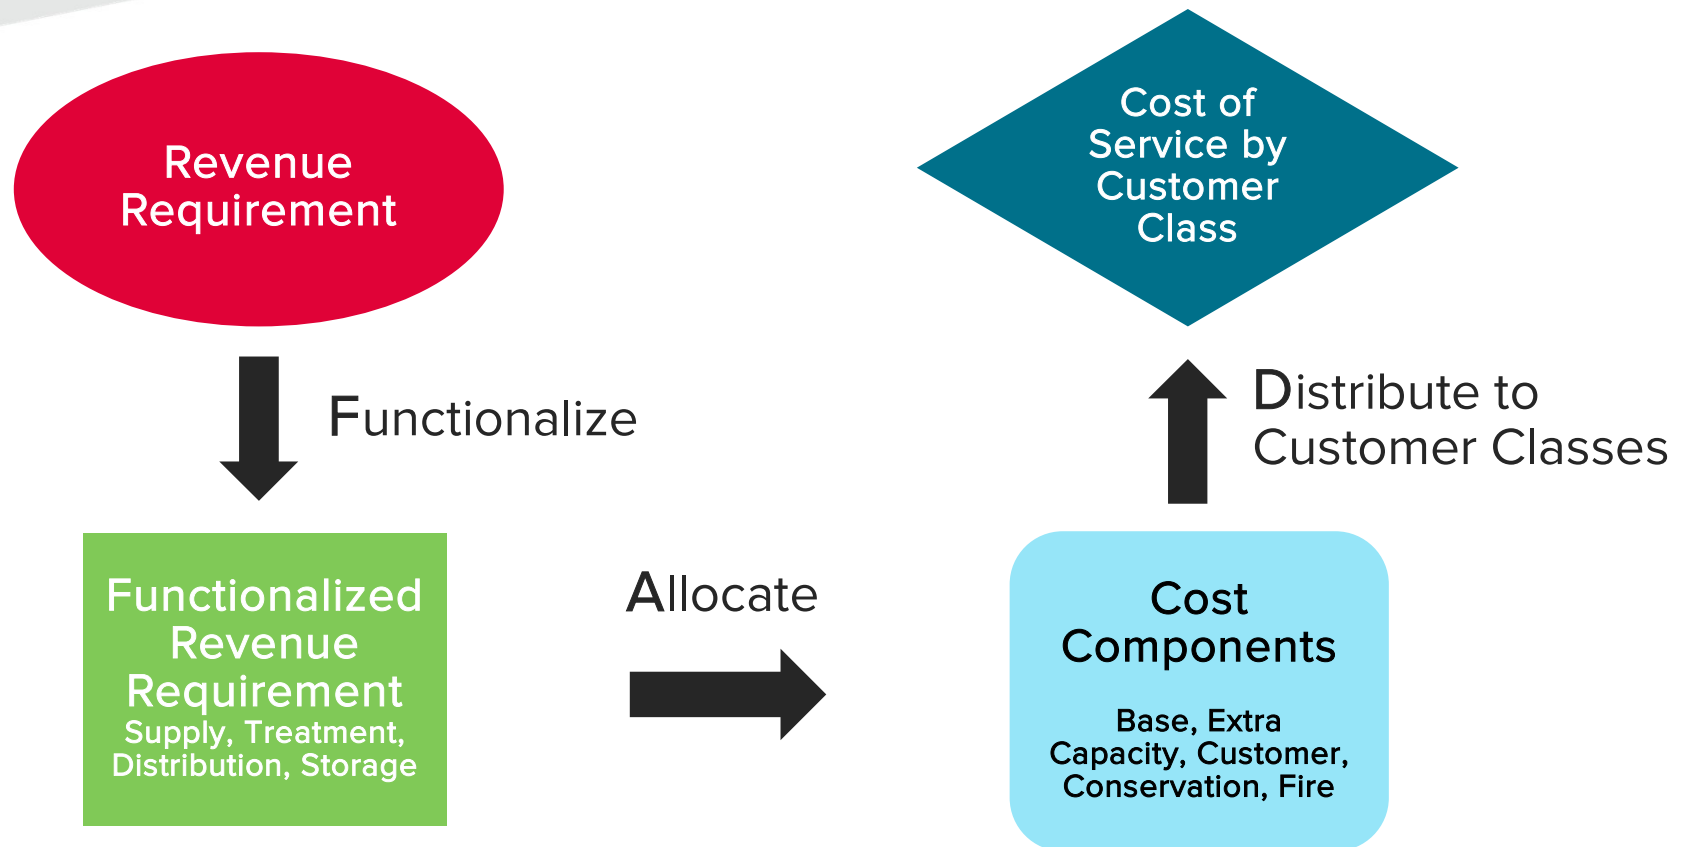 Revenue
Requirement
Functionalize
Functionalized
Revenue
Requirement
Supply, Treatment,
Distribution, Storage
Allocate
Cost
Components
Base, Extra
Capacity, Customer,
Conservation, Fire
Distribute to
Customer Classes
Cost of
Service by
Customer
Class